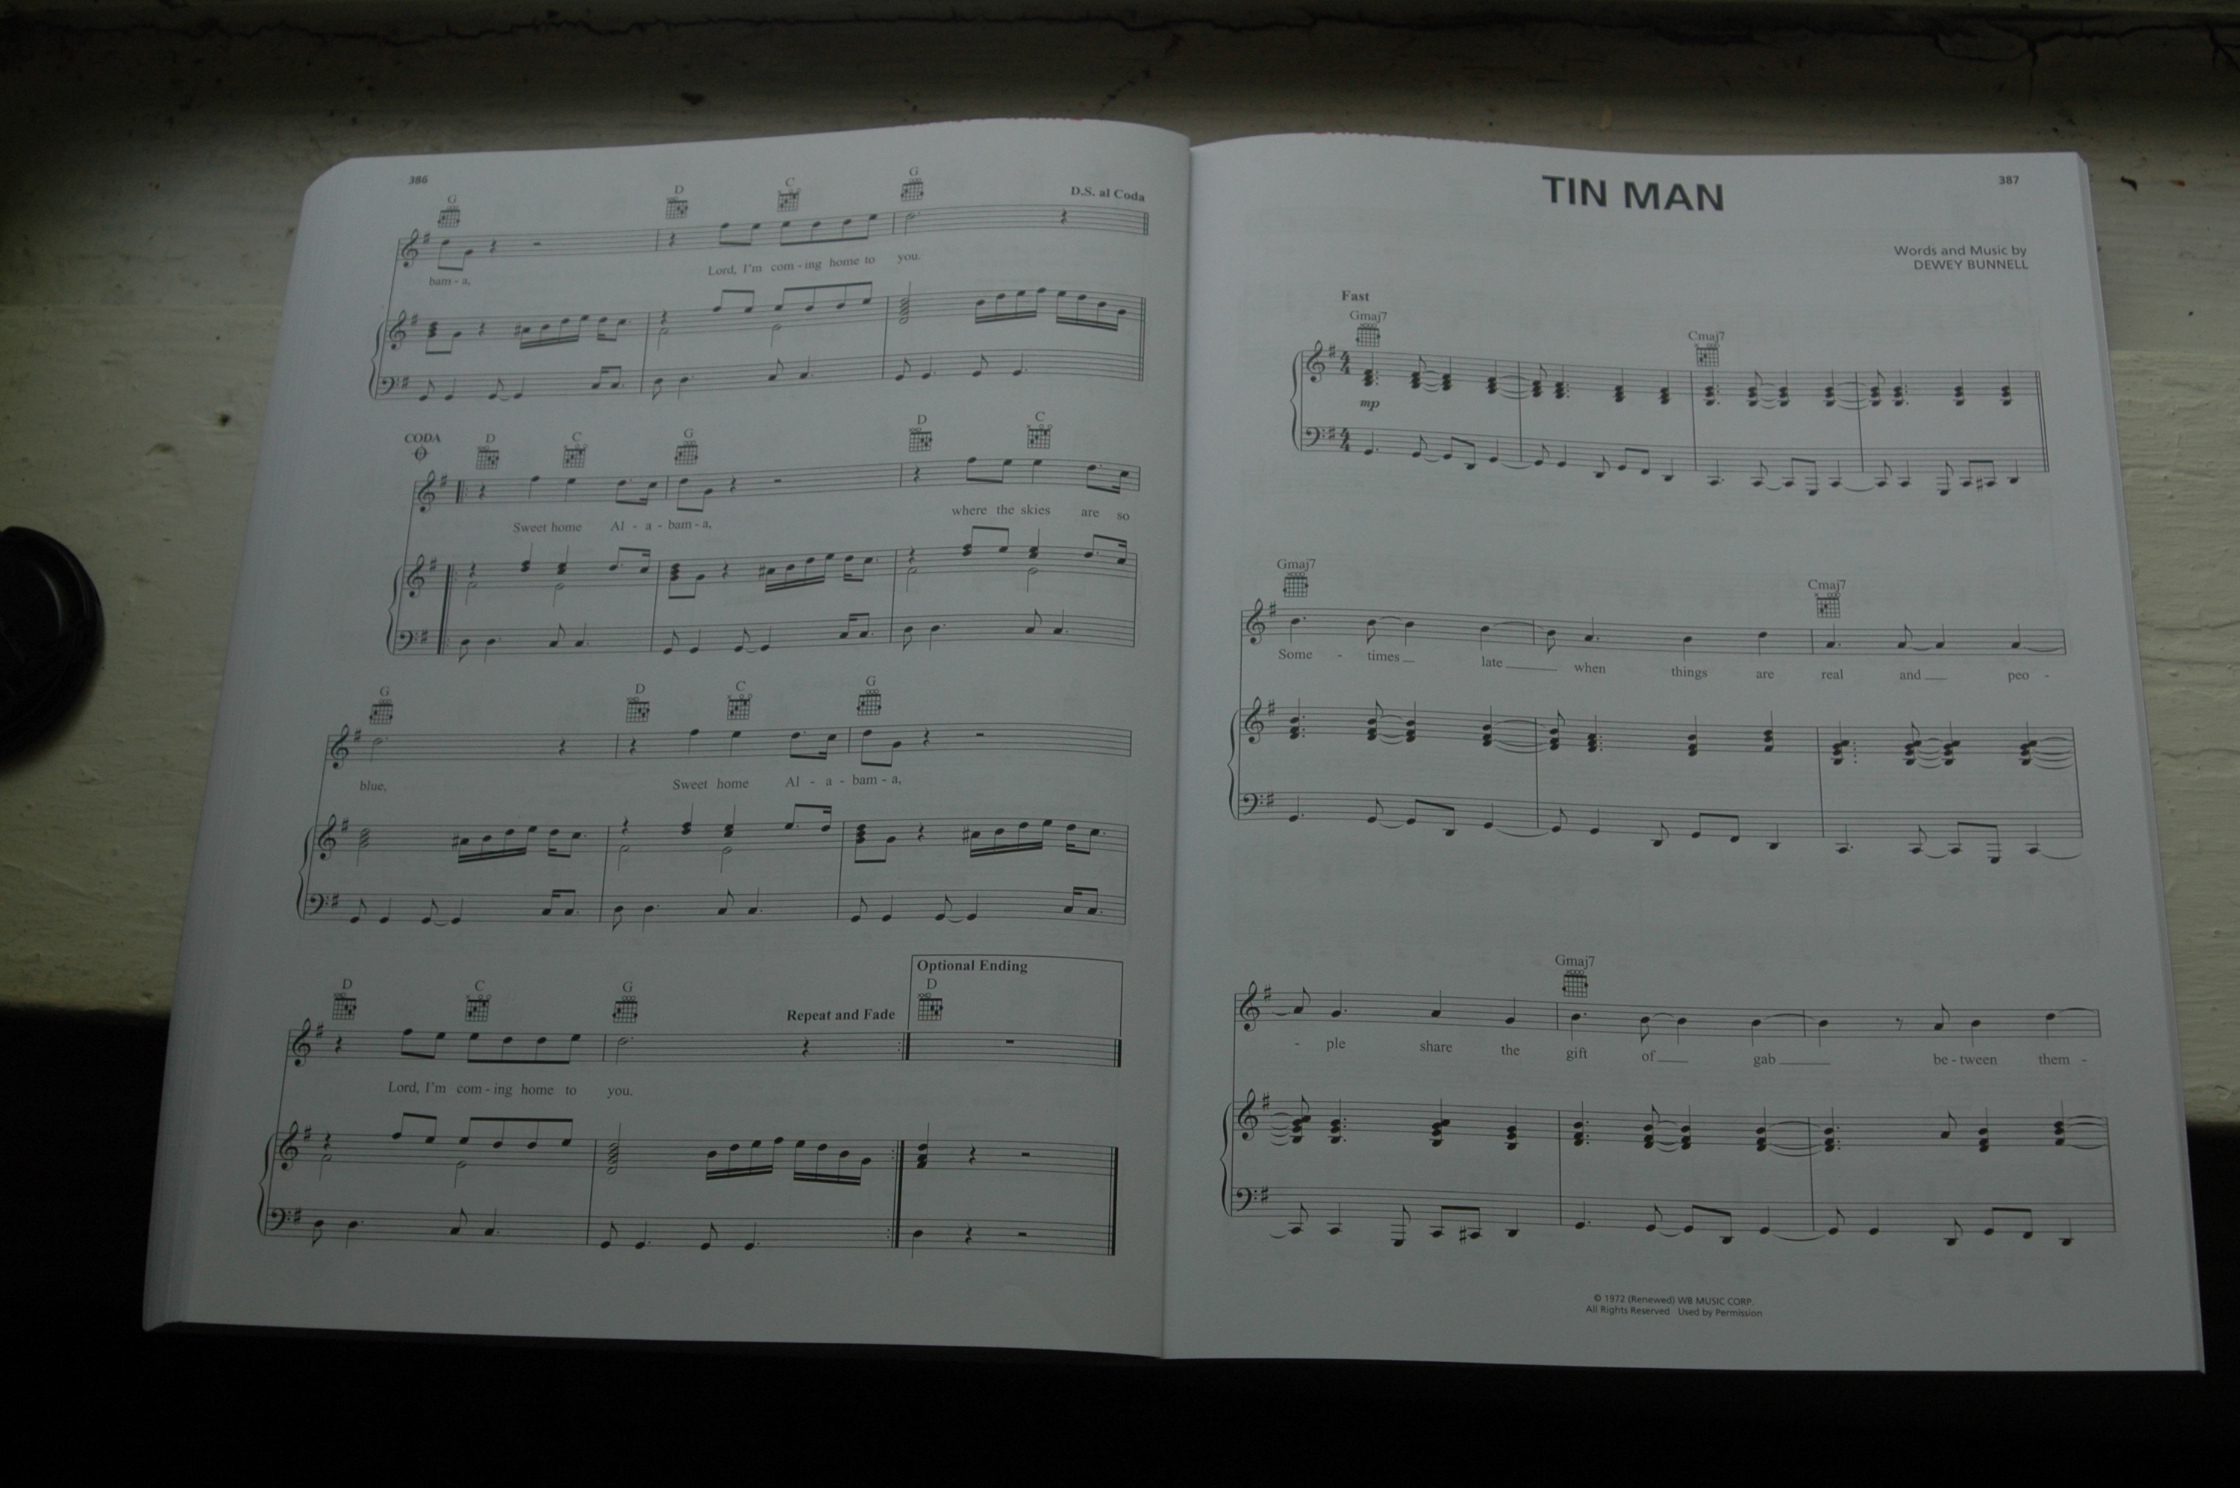 386
G D C G
D.S. al Coda
bam - a, Lord, I'm com - ing home to you.
CODA
D C G D C
Sweet home Al - a - bam - a, where the skies are so
G D C G
blue, Sweet home Al - a - bam - a,
Optional Ending
D C G D
Repeat and Fade
Lord, I'm com - ing home to you.
TIN MAN
387
Words and Music by
DEWEY BUNNELL
Fast
Gmaj7 Cmaj7
mp
Gmaj7 Cmaj7
Some - times late when things are real and peo -
Gmaj7
- ple share the gift of gab be - tween them -
© 1972 (Renewed) WB MUSIC CORP.
All Rights Reserved Used by Permission